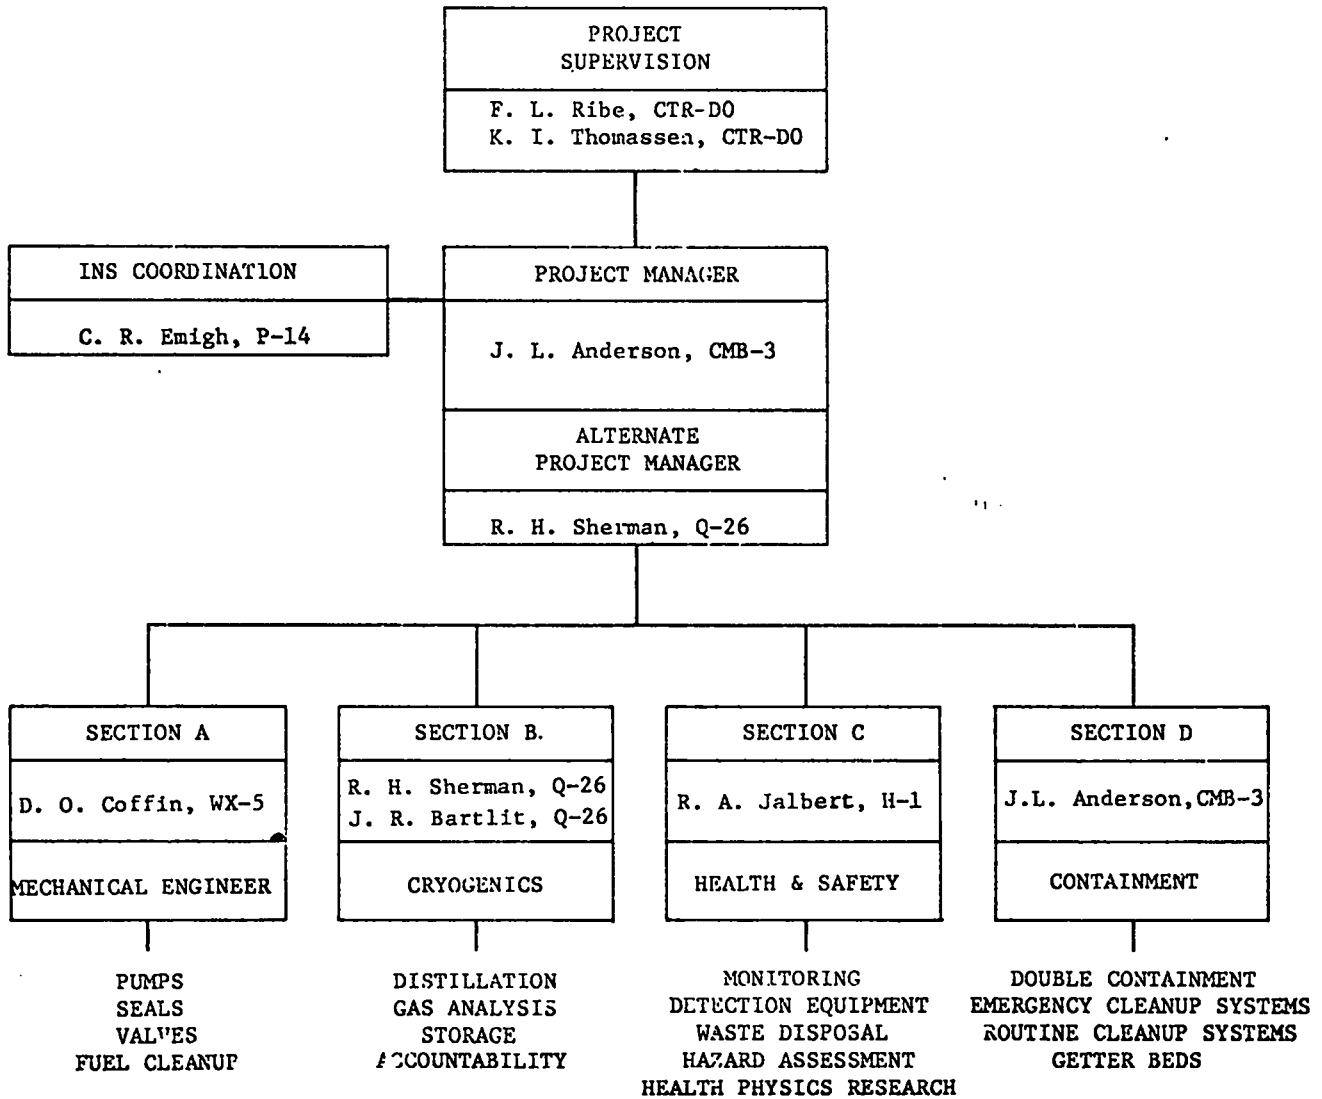 PROJECT
SUPERVISION
F. L. Ribe, CTR-DO
K. I. Thomassen, CTR-DO
INS COORDINATION
C. R. Emigh, P-14
PROJECT MANAGER
J. L. Anderson, CMB-3
ALTERNATE
PROJECT MANAGER
R. H. Sherman, Q-26
SECTION A
D. O. Coffin, WX-5
MECHANICAL ENGINEER
PUMPS
SEALS
VALVES
FUEL CLEANUP
SECTION B.
R. H. Sherman, Q-26
J. R. Bartlit, Q-26
CRYOGENICS
DISTILLATION
GAS ANALYSIS
STORAGE
ACCOUNTABILITY
SECTION C
R. A. Jalbert, H-1
HEALTH & SAFETY
MONITORING
DETECTION EQUIPMENT
WASTE DISPOSAL
HAZARD ASSESSMENT
HEALTH PHYSICS RESEARCH
SECTION D
J.L. Anderson, CMB-3
CONTAINMENT
DOUBLE CONTAINMENT
EMERGENCY CLEANUP SYSTEMS
ROUTINE CLEANUP SYSTEMS
GETTER BEDS